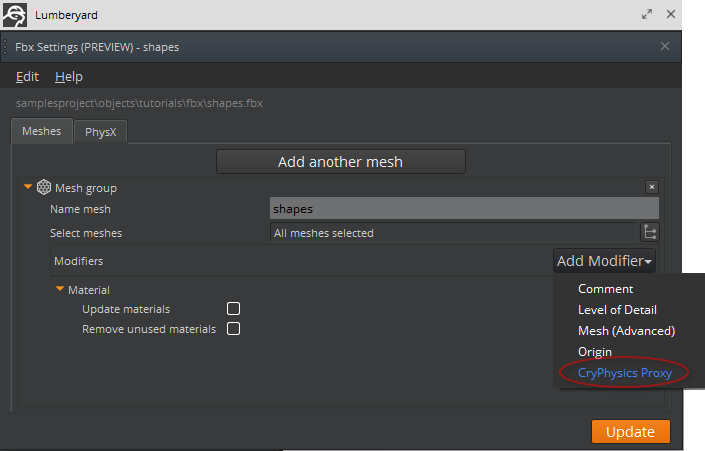 Lumberyard
Fbx Settings (PREVIEW) - shapes
Edit Help
samplesproject\objects\tutorials\fbx\shapes.fbx
Meshes PhysX
Add another mesh
Mesh group
Name mesh shapes
Select meshes All meshes selected
Modifiers Add Modifier
Comment
Material
Level of Detail
Update materials
Mesh (Advanced)
Remove unused materials
Origin
CryPhysics Proxy
Update